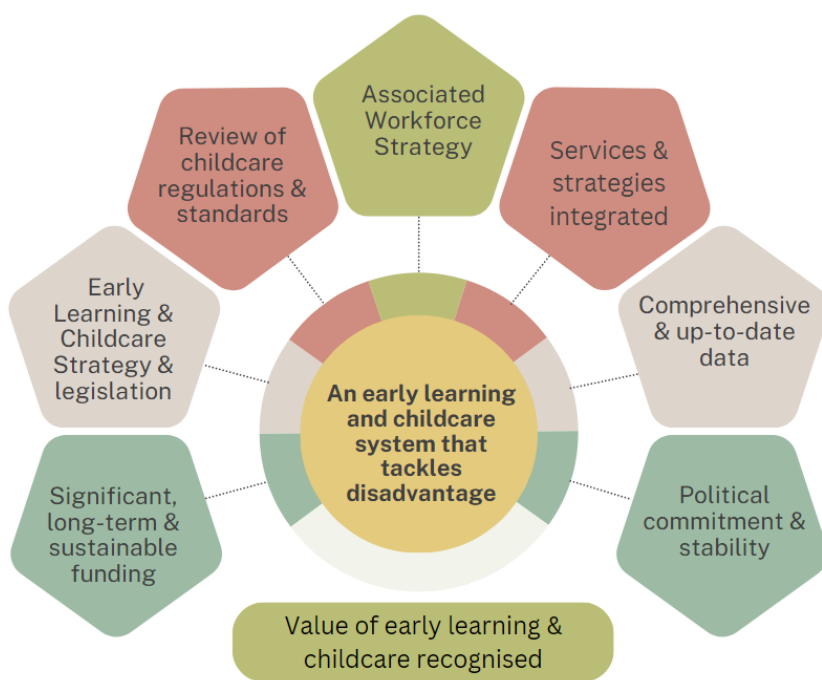 Associated
Workforce
Strategy
Review of
childcare
regulations &
standards
Services &
strategies
integrated
Early
Learning &
Childcare
Strategy &
legislation
Comprehensive
& up-to-date
data
An early learning
and childcare
system that
tackles
disadvantage
Significant,
long-term &
sustainable
funding
Political
commitment &
stability
Value of early learning &
childcare recognised